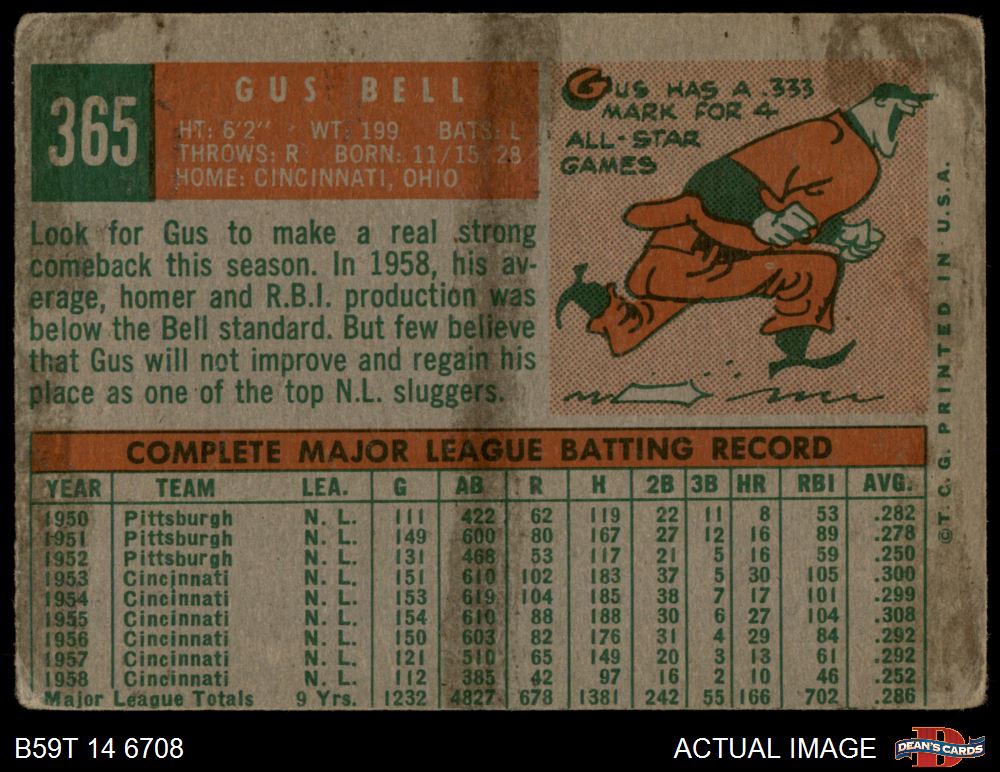 365
GUS BELL
HT: 6'2" WT: 199 BATS: L
THROWS: R BORN: 11/15/28
HOME: CINCINNATI, OHIO
GUS HAS A .333
MARK FOR 4
ALL-STAR
GAMES
Look for Gus to make a real strong
comeback this season. In 1958, his av-
erage, homer and R.B.I. production was
below the Bell standard. But few believe
that Gus will not improve and regain his
place as one of the top N.L. sluggers.
© T. C. G. PRINTED IN U.S.A.
COMPLETE MAJOR LEAGUE BATTING RECORD
YEAR TEAM LEA. G AB R H 2B 3B HR RBI AVG.
1950 Pittsburgh N. L. 111 422 62 119 22 11 8 53 .282
1951 Pittsburgh N. L. 149 600 80 167 27 12 16 89 .278
1952 Pittsburgh N. L. 131 468 53 117 21 5 16 59 .250
1953 Cincinnati N. L. 151 610 102 183 37 5 30 105 .300
1954 Cincinnati N. L. 153 619 104 185 38 7 17 101 .299
1955 Cincinnati N. L. 154 610 88 188 30 6 27 104 .308
1956 Cincinnati N. L. 150 603 82 176 31 4 29 84 .292
1957 Cincinnati N. L. 121 510 65 149 20 3 13 61 .292
1958 Cincinnati N. L. 112 385 42 97 16 2 10 46 .252
Major League Totals 9 Yrs. 1232 4827 678 1381 242 55 166 702 .286
B59T 14 6708
ACTUAL IMAGE
DEAN'S CARDS